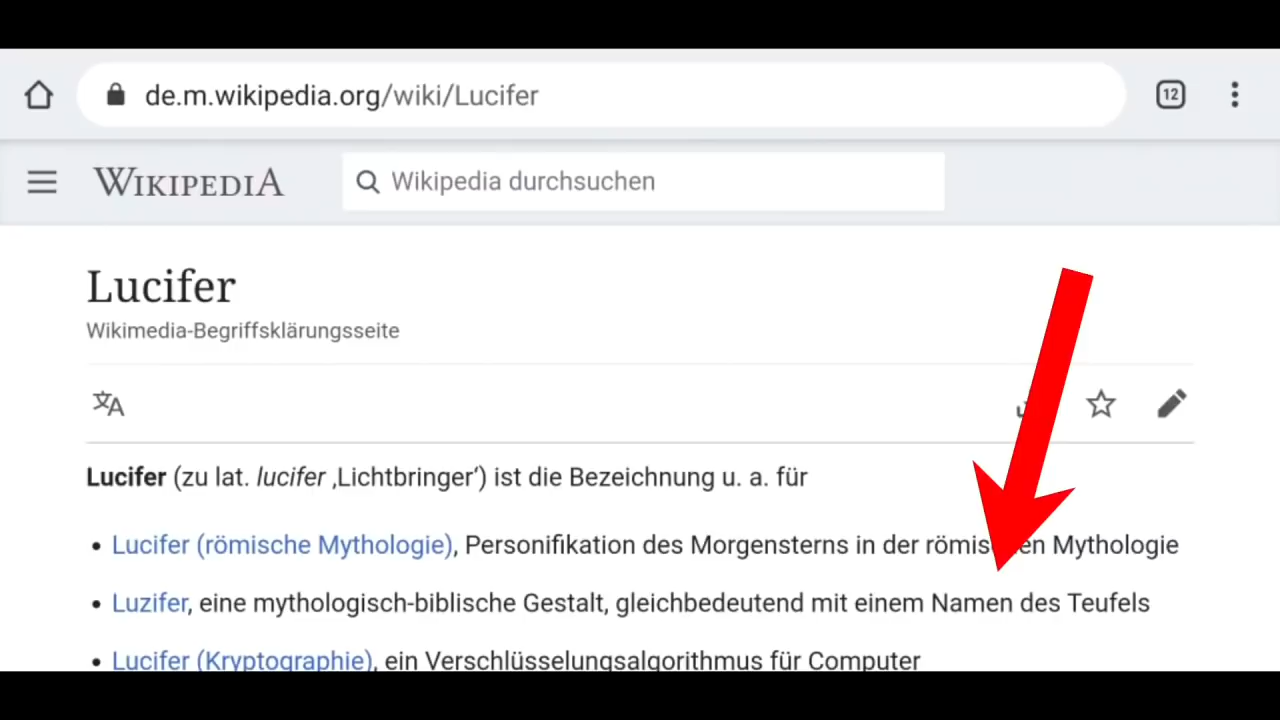 de.m.wikipedia.org/wiki/Lucifer
12
WIKIPEDIA
Wikipedia durchsuchen
Lucifer
Wikimedia-Begriffsklärungsseite
Lucifer (zu lat. lucifer ‚Lichtbringer‘) ist die Bezeichnung u. a. für
• Lucifer (römische Mythologie), Personifikation des Morgensterns in der römischen Mythologie
• Luzifer, eine mythologisch-biblische Gestalt, gleichbedeutend mit einem Namen des Teufels
• Lucifer (Kryptographie), ein Verschlüsselungsalgorithmus für Computer